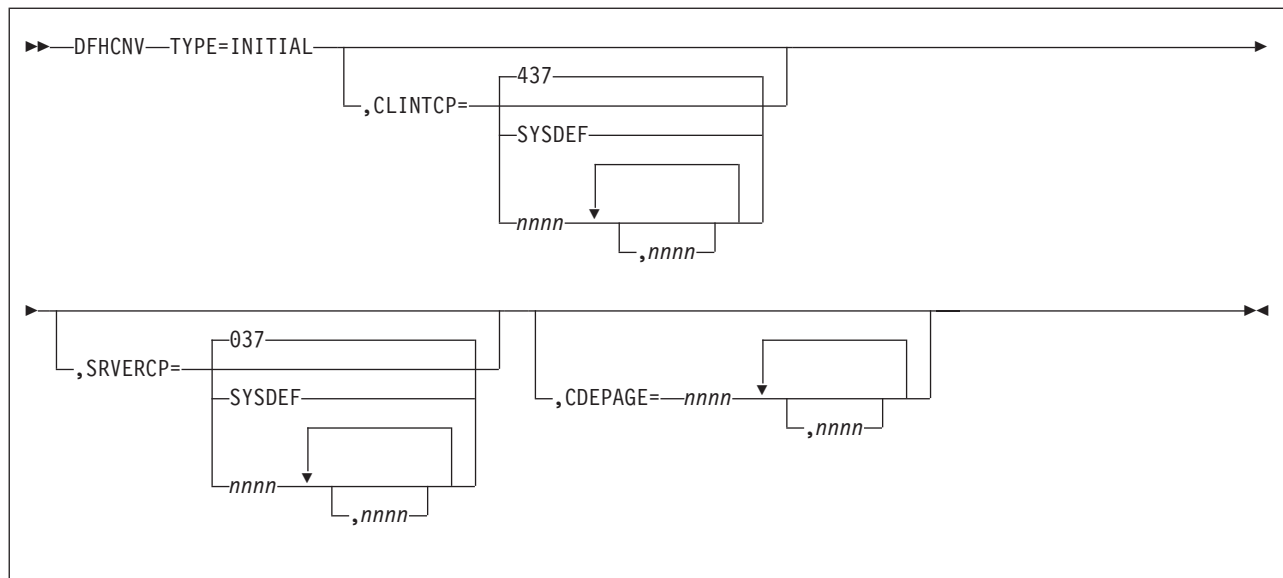 DFHCNV TYPE=INITIAL
,CLINTCP=
437
SYSDEF
nnnn
,nnnn
,SRVERCP=
037
SYSDEF
nnnn
,nnnn
,CDEPAGE= nnnn
,nnnn